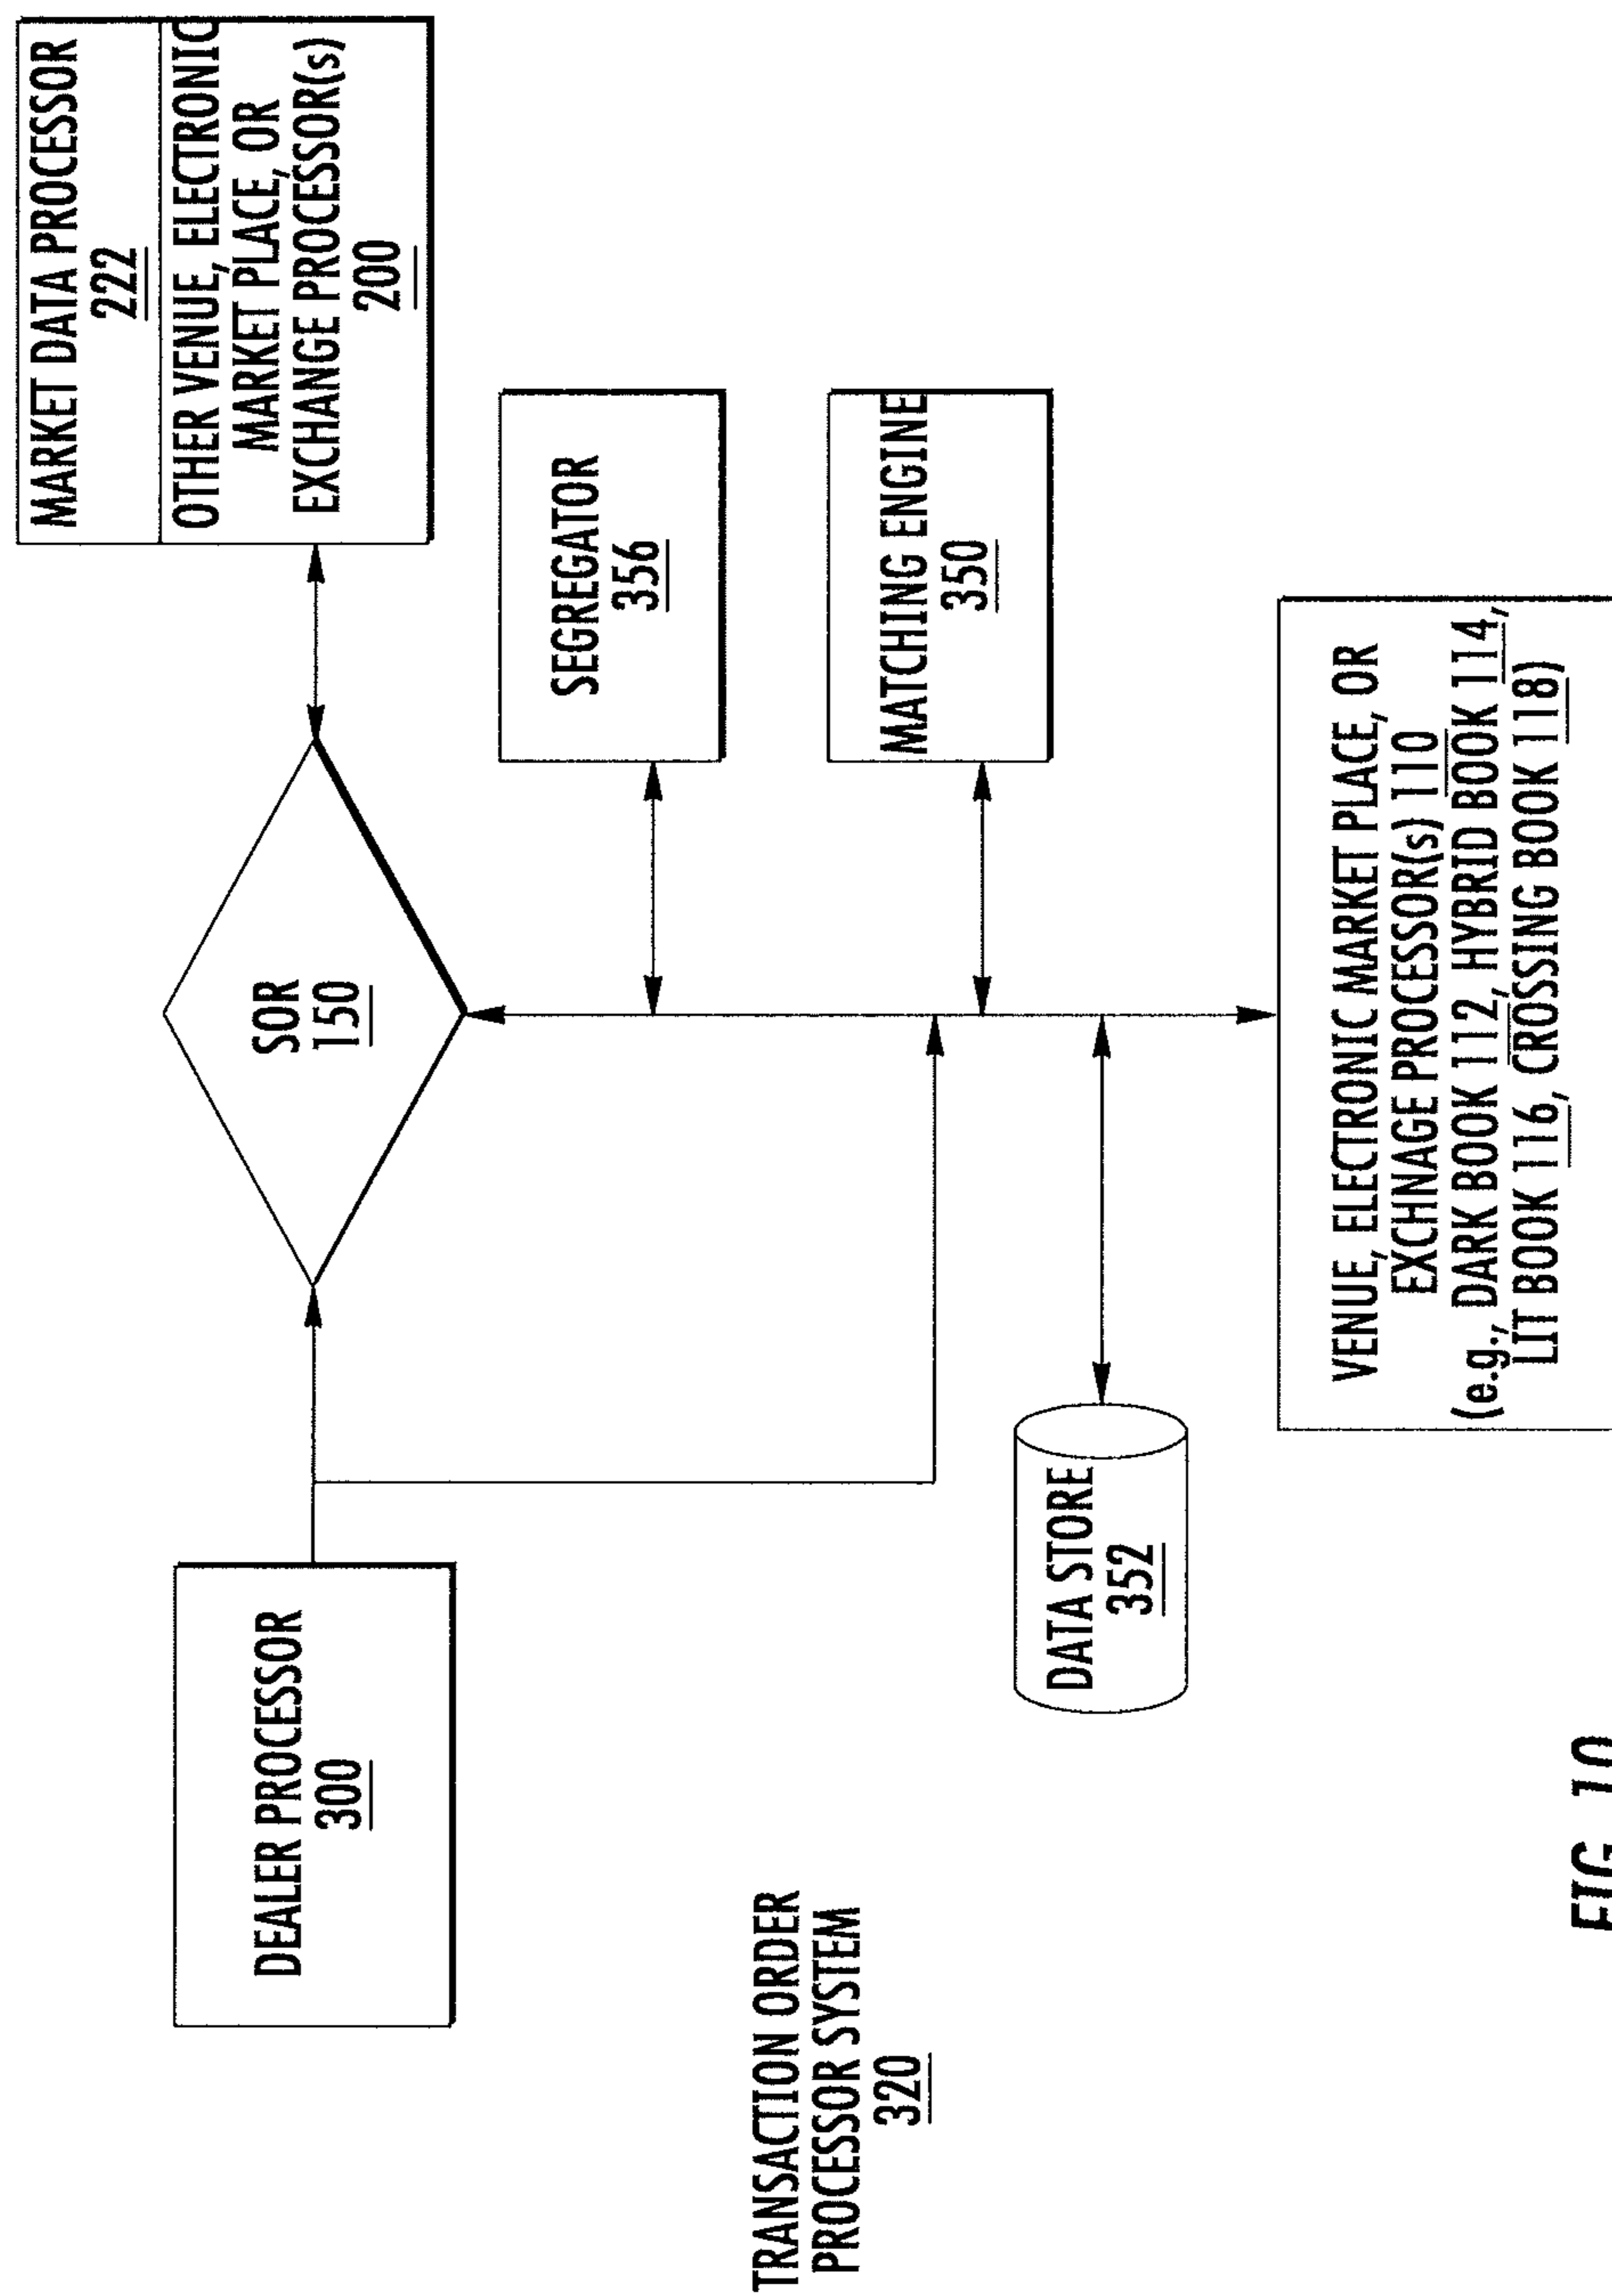 MARKET DATA PROCESSOR
222
OTHER VENUE, ELECTRONIC
MARKET PLACE, OR
EXCHANGE PROCESSOR(s)
200
SOR
150
DEALER PROCESSOR
300
SEGREGATOR
356
MATCHING ENGINE
350
DATA STORE
352
TRANSACTION ORDER
PROCESSOR SYSTEM
320
VENUE, ELECTRONIC MARKET PLACE, OR
EXCHNAGE PROCESSOR(s) 110
(e.g., DARK BOOK 112, HYBRID BOOK 114,
LIT BOOK 116, CROSSING BOOK 118)
FIG. 10